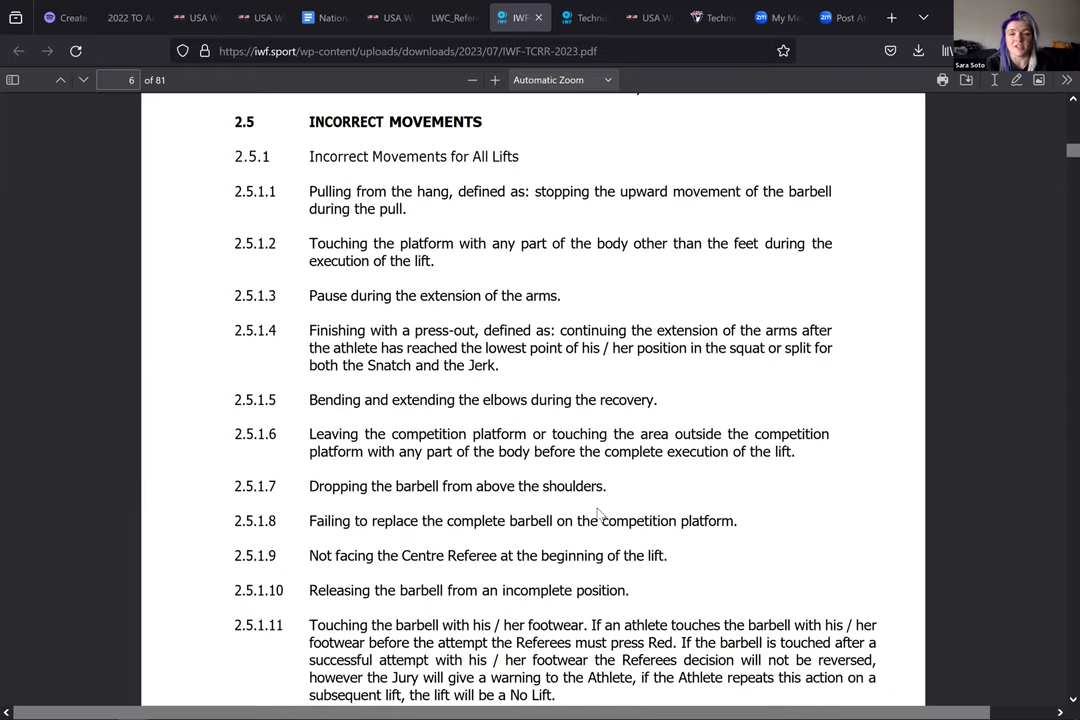 Create
2022 TO A
USA W
USA W
Nation
USA W
LWC_Refer
IWF
Technic
USA W
Technic
My M
Post A
https://iwf.sport/wp-content/uploads/downloads/2023/07/IWF-TCRR-2023.pdf
Sara Soto
6 of 81
Automatic Zoom
2.5 INCORRECT MOVEMENTS
2.5.1 Incorrect Movements for All Lifts
2.5.1.1 Pulling from the hang, defined as: stopping the upward movement of the barbell
during the pull.
2.5.1.2 Touching the platform with any part of the body other than the feet during the
execution of the lift.
2.5.1.3 Pause during the extension of the arms.
2.5.1.4 Finishing with a press-out, defined as: continuing the extension of the arms after
the athlete has reached the lowest point of his / her position in the squat or split for
both the Snatch and the Jerk.
2.5.1.5 Bending and extending the elbows during the recovery.
2.5.1.6 Leaving the competition platform or touching the area outside the competition
platform with any part of the body before the complete execution of the lift.
2.5.1.7 Dropping the barbell from above the shoulders.
2.5.1.8 Failing to replace the complete barbell on the competition platform.
2.5.1.9 Not facing the Centre Referee at the beginning of the lift.
2.5.1.10 Releasing the barbell from an incomplete position.
2.5.1.11 Touching the barbell with his / her footwear. If an athlete touches the barbell with his / her
footwear before the attempt the Referees must press Red. If the barbell is touched after a
successful attempt with his / her footwear the Referees decision will not be reversed,
however the Jury will give a warning to the Athlete, if the Athlete repeats this action on a
subsequent lift, the lift will be a No Lift.